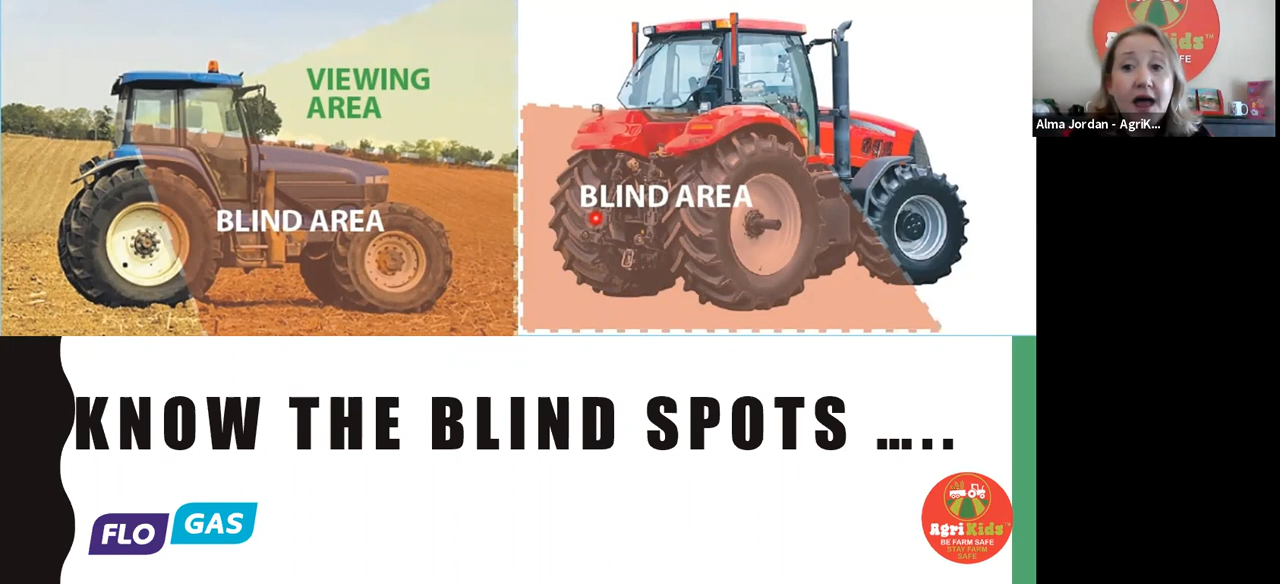 VIEWING
AREA
BLIND AREA
BLIND AREA
Alma Jordan - AgriK...
KNOW THE BLIND SPOTS .....
FLO
GAS
AgriKids™
BE FARM SAFE
STAY FARM
SAFE